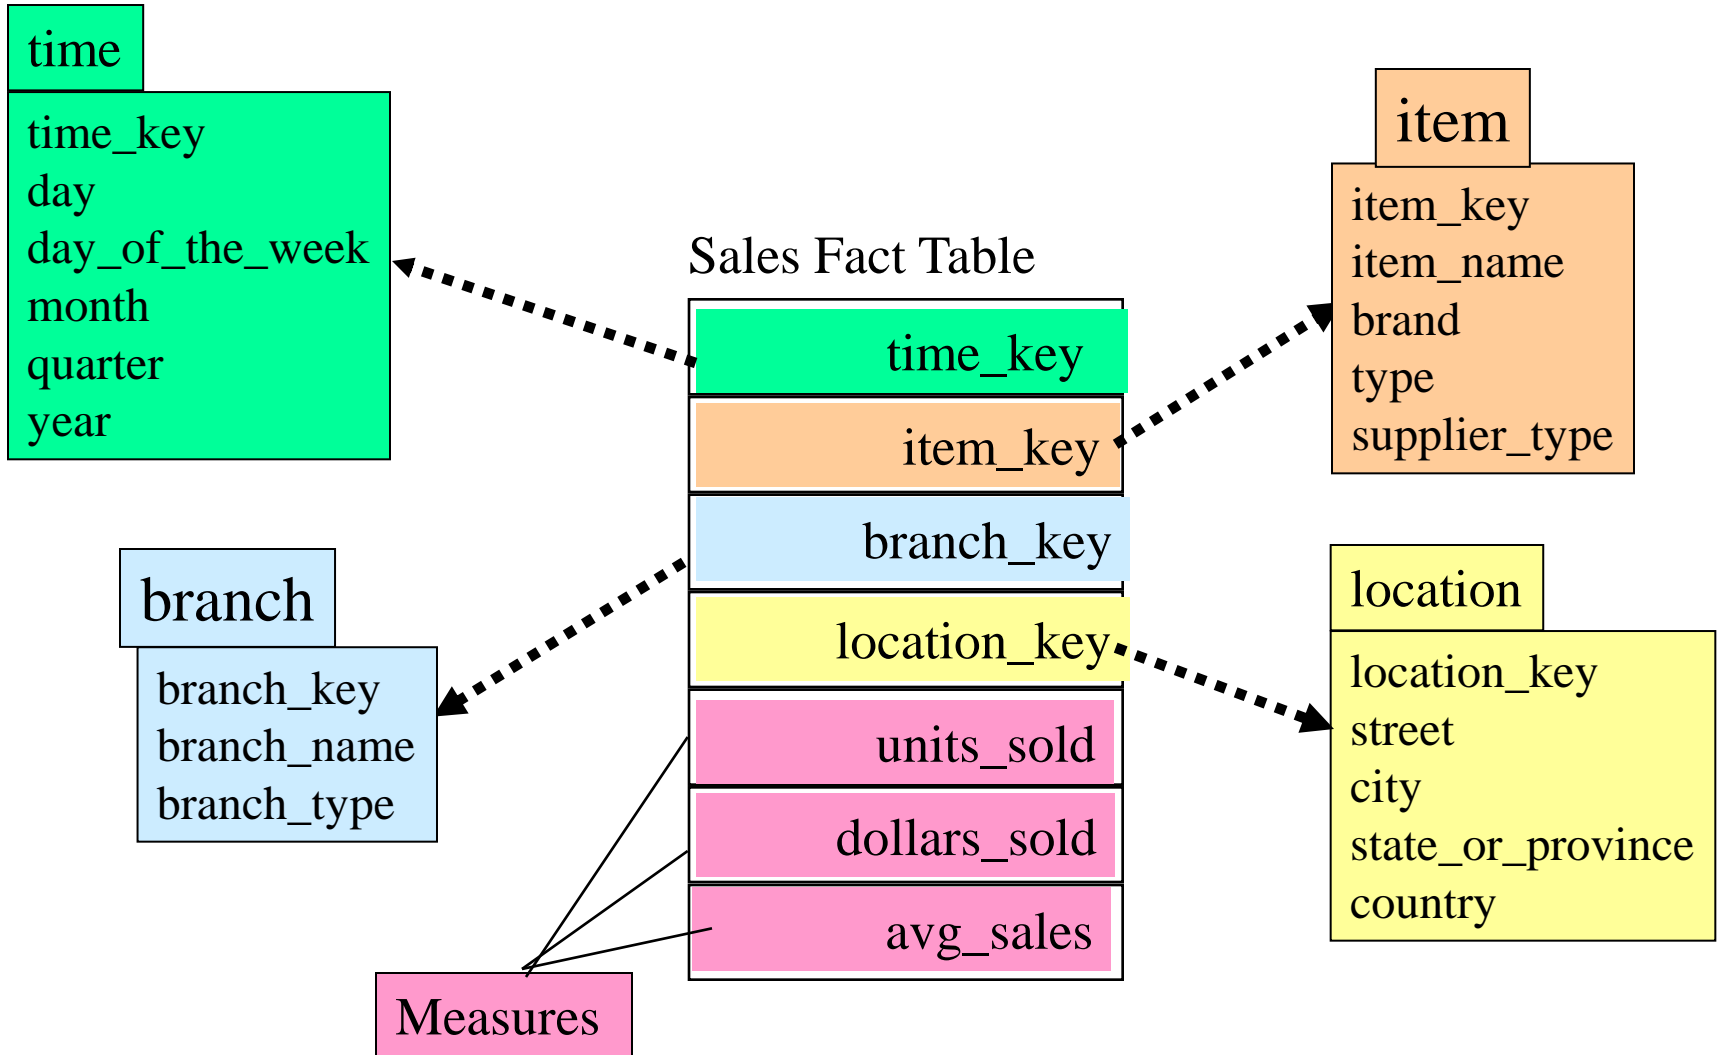 time
time_key
day
day_of_the_week
month
quarter
year
item
item_key
item_name
brand
type
supplier_type
Sales Fact Table
time_key
item_key
branch_key
location_key
units_sold
dollars_sold
avg_sales
branch
branch_key
branch_name
branch_type
location
location_key
street
city
state_or_province
country
Measures